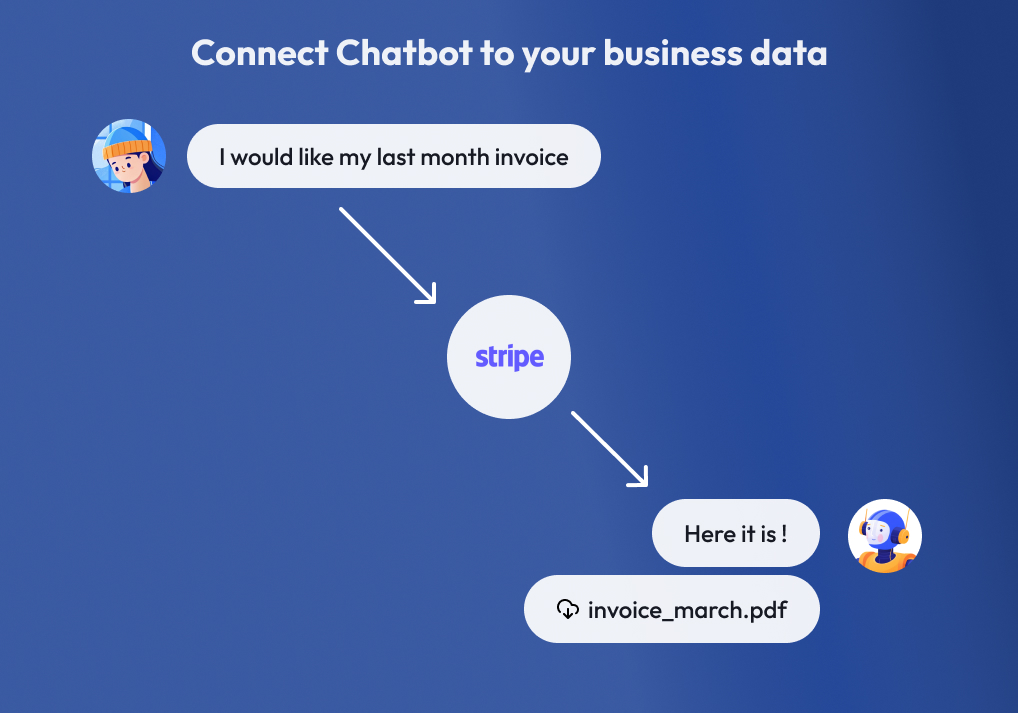 Connect Chatbot to your business data
I would like my last month invoice
stripe
Here it is !
invoice_march.pdf